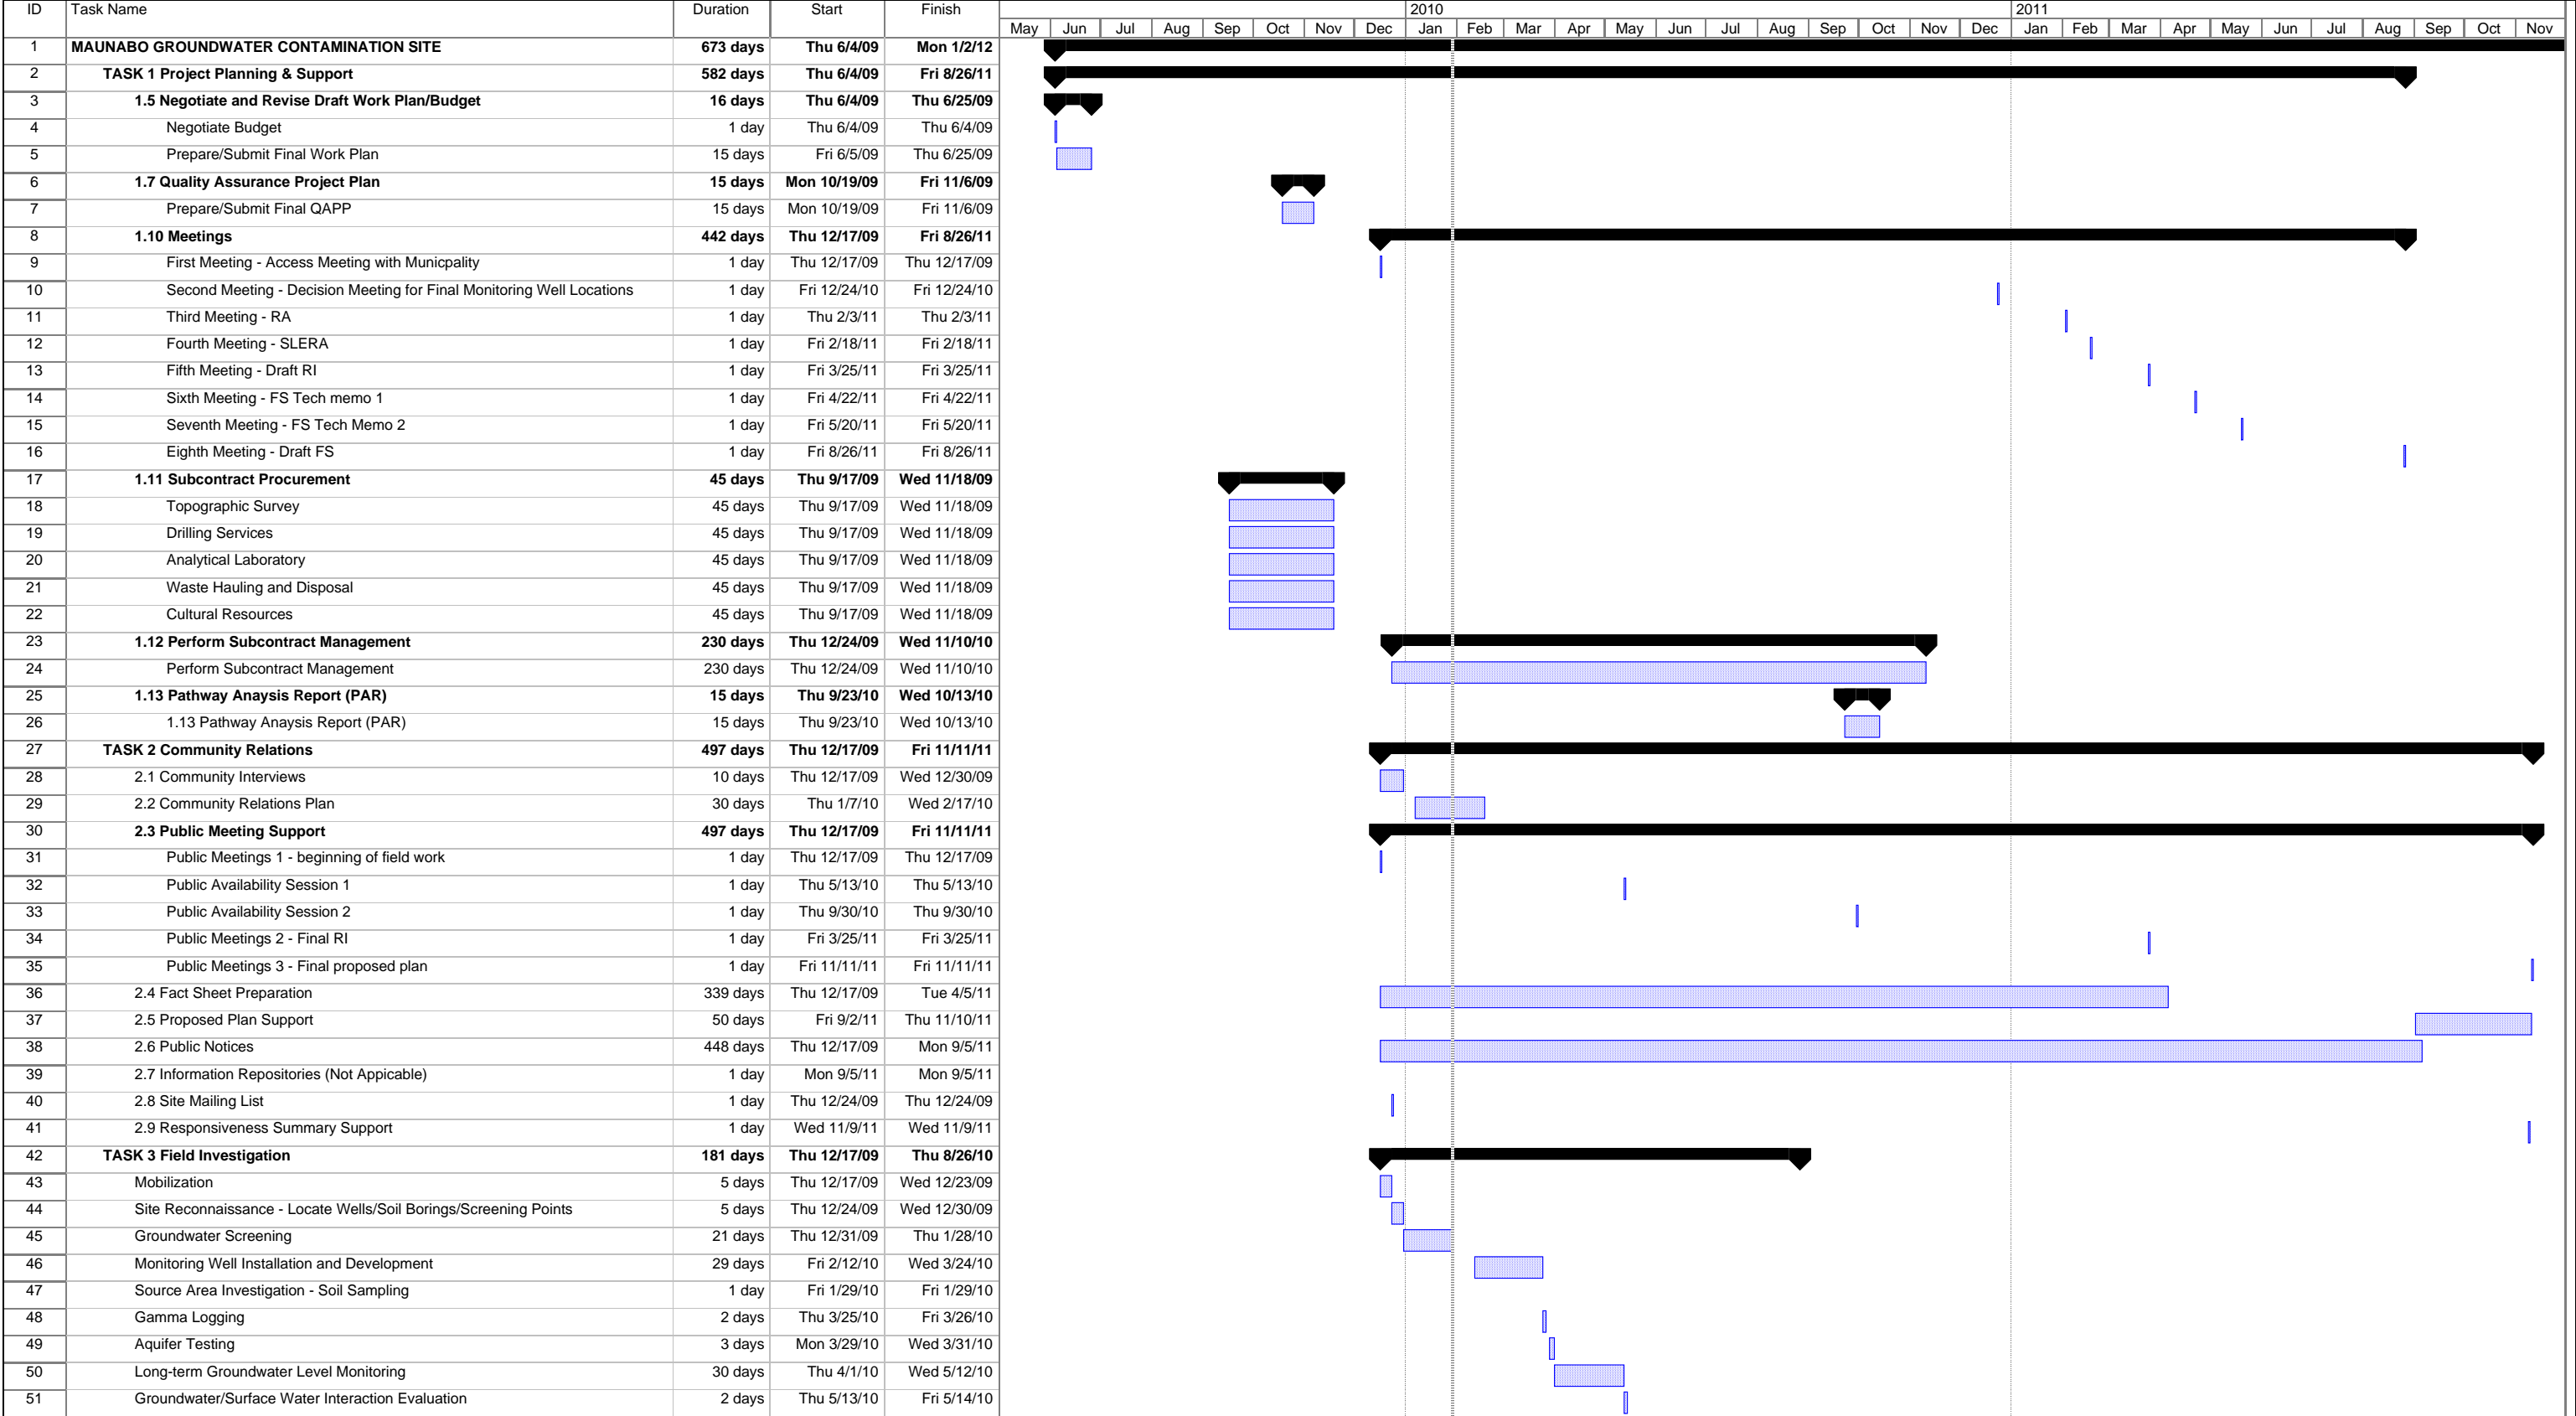 ID Task Name Duration Start Finish 2010 2011
May Jun Jul Aug Sep Oct Nov Dec Jan Feb Mar Apr May Jun Jul Aug Sep Oct Nov Dec Jan Feb Mar Apr May Jun Jul Aug Sep Oct Nov
1 MAUNABO GROUNDWATER CONTAMINATION SITE 673 days Thu 6/4/09 Mon 1/2/12
2 TASK 1 Project Planning & Support 582 days Thu 6/4/09 Fri 8/26/11
3 1.5 Negotiate and Revise Draft Work Plan/Budget 16 days Thu 6/4/09 Thu 6/25/09
4 Negotiate Budget 1 day Thu 6/4/09 Thu 6/4/09
5 Prepare/Submit Final Work Plan 15 days Fri 6/5/09 Thu 6/25/09
6 1.7 Quality Assurance Project Plan 15 days Mon 10/19/09 Fri 11/6/09
7 Prepare/Submit Final QAPP 15 days Mon 10/19/09 Fri 11/6/09
8 1.10 Meetings 442 days Thu 12/17/09 Fri 8/26/11
9 First Meeting - Access Meeting with Municpality 1 day Thu 12/17/09 Thu 12/17/09
10 Second Meeting - Decision Meeting for Final Monitoring Well Locations 1 day Fri 12/24/10 Fri 12/24/10
11 Third Meeting - RA 1 day Thu 2/3/11 Thu 2/3/11
12 Fourth Meeting - SLERA 1 day Fri 2/18/11 Fri 2/18/11
13 Fifth Meeting - Draft RI 1 day Fri 3/25/11 Fri 3/25/11
14 Sixth Meeting - FS Tech memo 1 1 day Fri 4/22/11 Fri 4/22/11
15 Seventh Meeting - FS Tech Memo 2 1 day Fri 5/20/11 Fri 5/20/11
16 Eighth Meeting - Draft FS 1 day Fri 8/26/11 Fri 8/26/11
17 1.11 Subcontract Procurement 45 days Thu 9/17/09 Wed 11/18/09
18 Topographic Survey 45 days Thu 9/17/09 Wed 11/18/09
19 Drilling Services 45 days Thu 9/17/09 Wed 11/18/09
20 Analytical Laboratory 45 days Thu 9/17/09 Wed 11/18/09
21 Waste Hauling and Disposal 45 days Thu 9/17/09 Wed 11/18/09
22 Cultural Resources 45 days Thu 9/17/09 Wed 11/18/09
23 1.12 Perform Subcontract Management 230 days Thu 12/24/09 Wed 11/10/10
24 Perform Subcontract Management 230 days Thu 12/24/09 Wed 11/10/10
25 1.13 Pathway Anaysis Report (PAR) 15 days Thu 9/23/10 Wed 10/13/10
26 1.13 Pathway Anaysis Report (PAR) 15 days Thu 9/23/10 Wed 10/13/10
27 TASK 2 Community Relations 497 days Thu 12/17/09 Fri 11/11/11
28 2.1 Community Interviews 10 days Thu 12/17/09 Wed 12/30/09
29 2.2 Community Relations Plan 30 days Thu 1/7/10 Wed 2/17/10
30 2.3 Public Meeting Support 497 days Thu 12/17/09 Fri 11/11/11
31 Public Meetings 1 - beginning of field work 1 day Thu 12/17/09 Thu 12/17/09
32 Public Availability Session 1 1 day Thu 5/13/10 Thu 5/13/10
33 Public Availability Session 2 1 day Thu 9/30/10 Thu 9/30/10
34 Public Meetings 2 - Final RI 1 day Fri 3/25/11 Fri 3/25/11
35 Public Meetings 3 - Final proposed plan 1 day Fri 11/11/11 Fri 11/11/11
36 2.4 Fact Sheet Preparation 339 days Thu 12/17/09 Tue 4/5/11
37 2.5 Proposed Plan Support 50 days Fri 9/2/11 Thu 11/10/11
38 2.6 Public Notices 448 days Thu 12/17/09 Mon 9/5/11
39 2.7 Information Repositories (Not Appicable) 1 day Mon 9/5/11 Mon 9/5/11
40 2.8 Site Mailing List 1 day Thu 12/24/09 Thu 12/24/09
41 2.9 Responsiveness Summary Support 1 day Wed 11/9/11 Wed 11/9/11
42 TASK 3 Field Investigation 181 days Thu 12/17/09 Thu 8/26/10
43 Mobilization 5 days Thu 12/17/09 Wed 12/23/09
44 Site Reconnaissance - Locate Wells/Soil Borings/Screening Points 5 days Thu 12/24/09 Wed 12/30/09
45 Groundwater Screening 21 days Thu 12/31/09 Thu 1/28/10
46 Monitoring Well Installation and Development 29 days Fri 2/12/10 Wed 3/24/10
47 Source Area Investigation - Soil Sampling 1 day Fri 1/29/10 Fri 1/29/10
48 Gamma Logging 2 days Thu 3/25/10 Fri 3/26/10
49 Aquifer Testing 3 days Mon 3/29/10 Wed 3/31/10
50 Long-term Groundwater Level Monitoring 30 days Thu 4/1/10 Wed 5/12/10
51 Groundwater/Surface Water Interaction Evaluation 2 days Thu 5/13/10 Fri 5/14/10